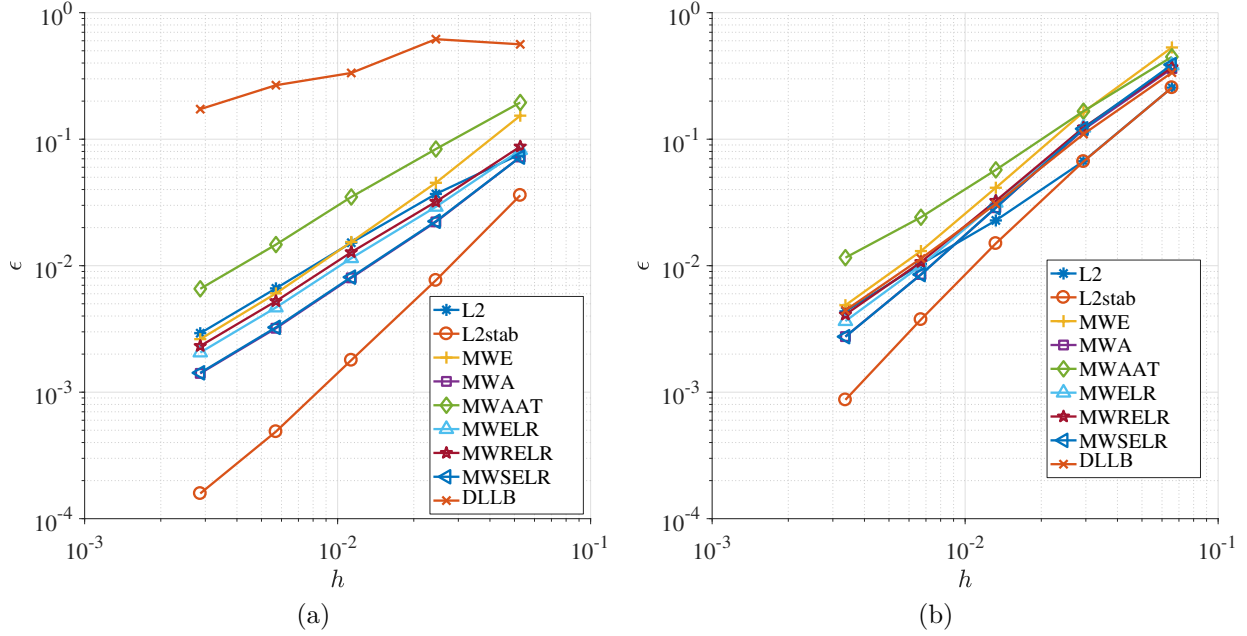 10^0
10^-1
10^-2
10^-3
10^-4
ϵ
10^-3
10^-2
10^-1
h
L2
L2stab
MWE
MWA
MWAAT
MWELR
MWRELR
MWSELR
DLLB
(a)
10^0
10^-1
10^-2
10^-3
10^-4
ϵ
10^-3
10^-2
10^-1
h
L2
L2stab
MWE
MWA
MWAAT
MWELR
MWRELR
MWSELR
DLLB
(b)